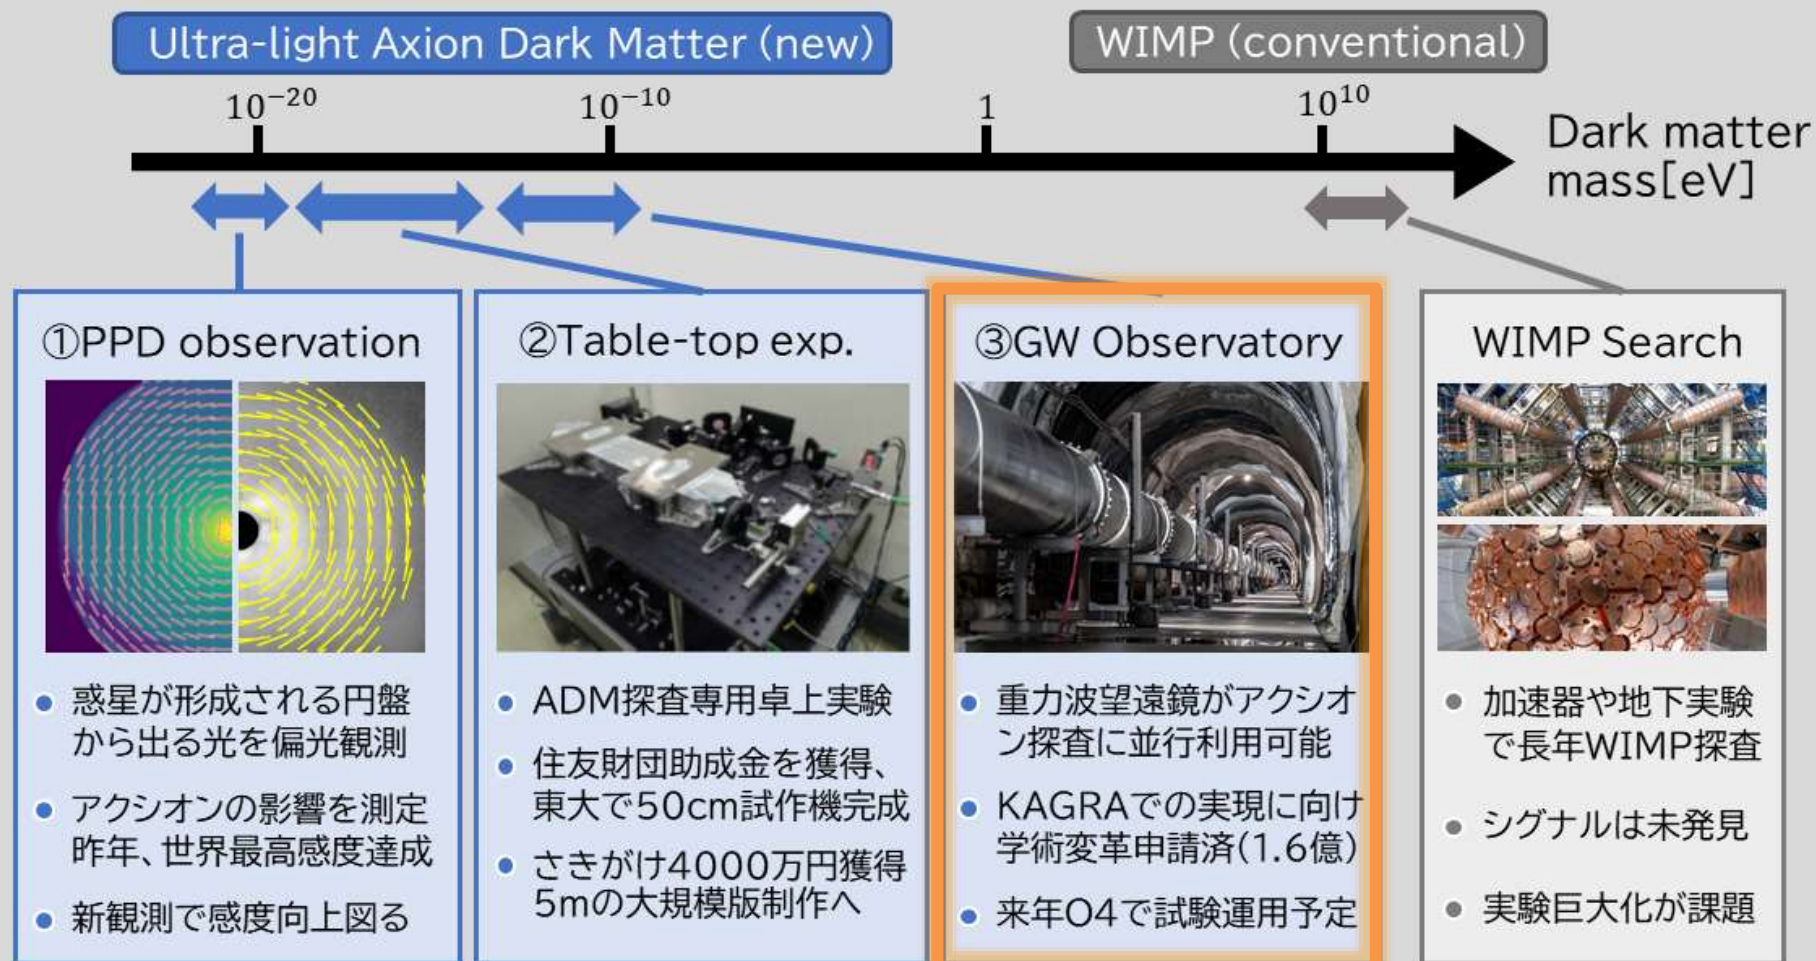 Ultra-light Axion Dark Matter (new)
WIMP (conventional)
10⁻²⁰
10⁻¹⁰
1
10¹⁰
Dark matter
mass[eV]
①PPD observation
惑星が形成される円盤
から出る光を偏光観測
アクシオンの影響を測定
昨年、世界最高感度達成
新観測で感度向上図る
②Table-top exp.
ADM探査専用卓上実験
住友財団助成金を獲得、
東大で50cm試作機完成
さきがけ4000万円獲得
5mの大規模版制作へ
③GW Observatory
重力波望遠鏡がアクシオ
ン探査に並行利用可能
KAGRAでの実現に向け
学術変革申請済(1.6億)
来年O4で試験運用予定
WIMP Search
加速器や地下実験
で長年WIMP探査
シグナルは未発見
実験巨大化が課題